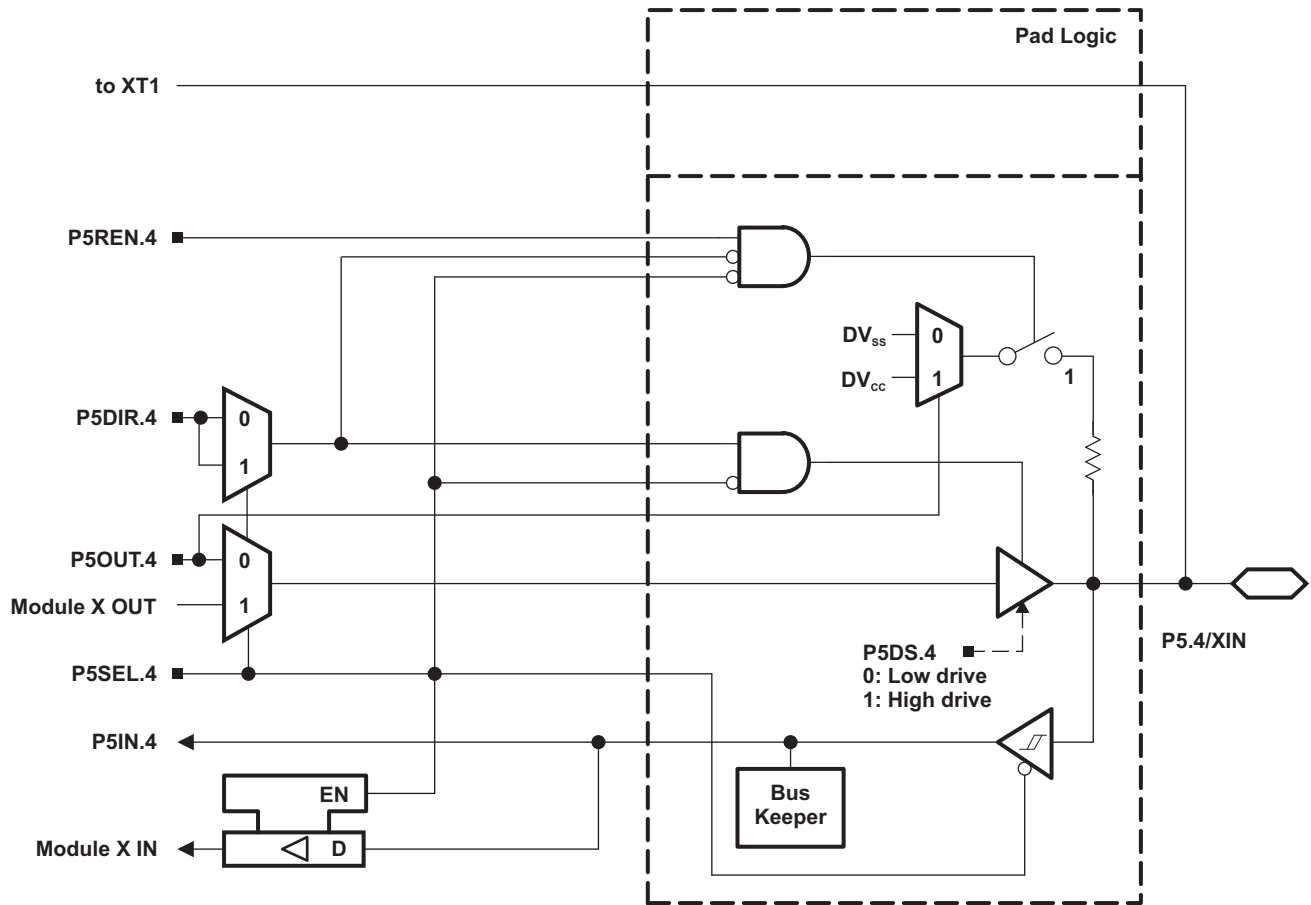 Pad Logic
to XT1
P5REN.4
DVSS
0
DVCC
1
1
P5DIR.4
0
1
P5OUT.4
0
Module X OUT
1
P5.4/XIN
P5SEL.4
P5DS.4
0: Low drive
1: High drive
P5IN.4
EN
Bus
Keeper
Module X IN
D